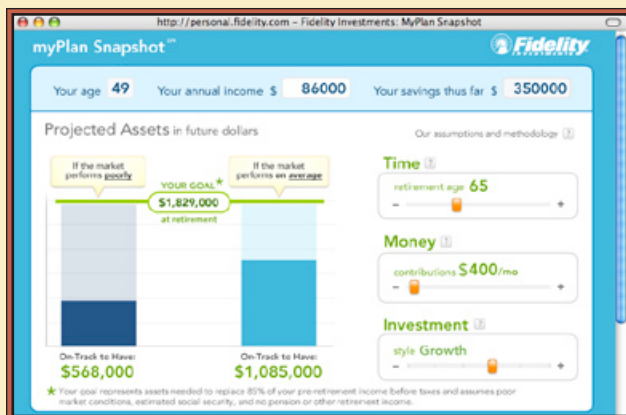 http://personal.fidelity.com – Fidelity Investments: MyPlan Snapshot
myPlan Snapshot℠
Fidelity
INVESTMENTS
Your age 49 Your annual income $ 86000 Your savings thus far $ 350000
Projected Assets in future dollars
Our assumptions and methodology ?
If the market
performs poorly
YOUR GOAL*
$1,829,000
at retirement
If the market
performs on average
On-Track to Have:
$568,000
On-Track to Have:
$1,085,000
Time ?
retirement age 65
- +
Money ?
contributions $400/mo
- +
Investment ?
style Growth
- +
★ Your goal represents assets needed to replace 85% of your pre-retirement income before taxes and assumes poor
market conditions, estimated social security, and no pension or other retirement income.